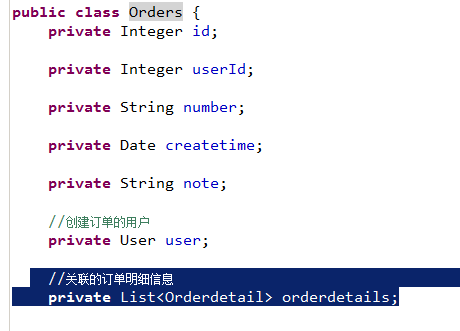 public class Orders {
private Integer id;
private Integer userId;
private String number;
private Date createtime;
private String note;
//创建订单的用户
private User user;
//关联的订单明细信息
private List<Orderdetail> orderdetails;